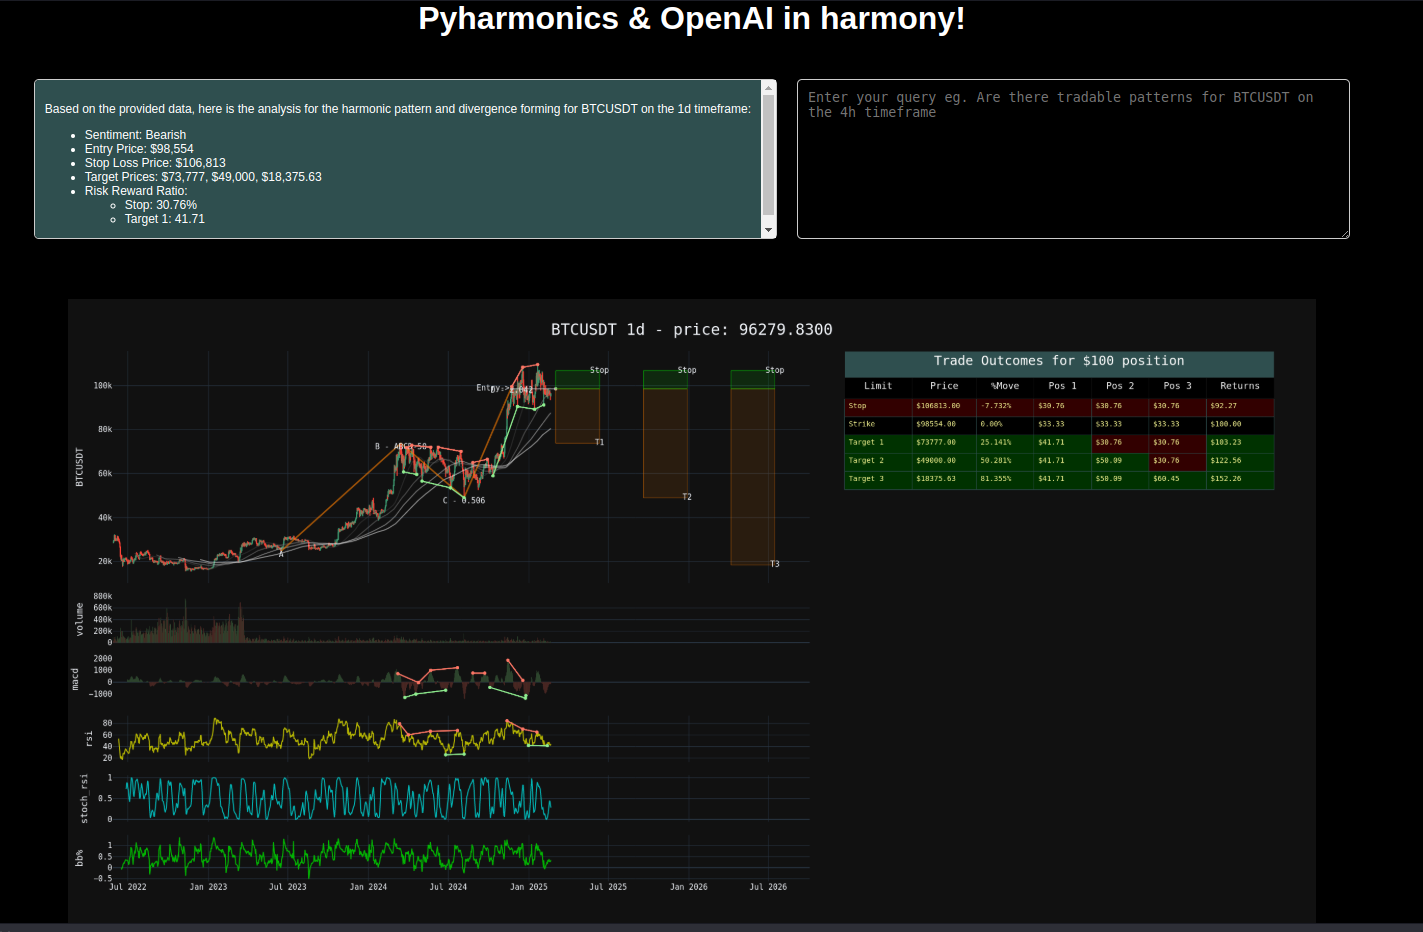 Pyharmonics & OpenAI in harmony!
Based on the provided data, here is the analysis for the harmonic pattern and divergence forming for BTCUSDT on the 1d timeframe:
Sentiment: Bearish
Entry Price: $98,554
Stop Loss Price: $106,813
Target Prices: $73,777, $49,000, $18,375.63
Risk Reward Ratio:
Stop: 30.76%
Target 1: 41.71
Enter your query eg. Are there tradable patterns for BTCUSDT on
the 4h timeframe
BTCUSDT 1d - price: 96279.8300
BTCUSDT
100k
80k
60k
40k
20k
A
C - 0.506
Entry->
Stop
Stop
Stop
T1
T2
T3
volume
800k
600k
400k
200k
0
macd
2000
1000
0
−1000
rsi
80
60
40
20
stoch_rsi
1
0.5
0
bb%
1
0.5
0
−0.5
Jul 2022 Jan 2023 Jul 2023 Jan 2024 Jul 2024 Jan 2025 Jul 2025 Jan 2026 Jul 2026
Trade Outcomes for $100 position
Limit Price %Move Pos 1 Pos 2 Pos 3 Returns
Stop $106813.00 -7.732% $30.76 $30.76 $30.76 $92.27
Strike $98554.00 0.00% $33.33 $33.33 $33.33 $100.00
Target 1 $73777.00 25.141% $41.71 $30.76 $30.76 $103.23
Target 2 $49000.00 50.281% $41.71 $50.09 $30.76 $122.56
Target 3 $18375.63 81.355% $41.71 $50.09 $60.45 $152.26